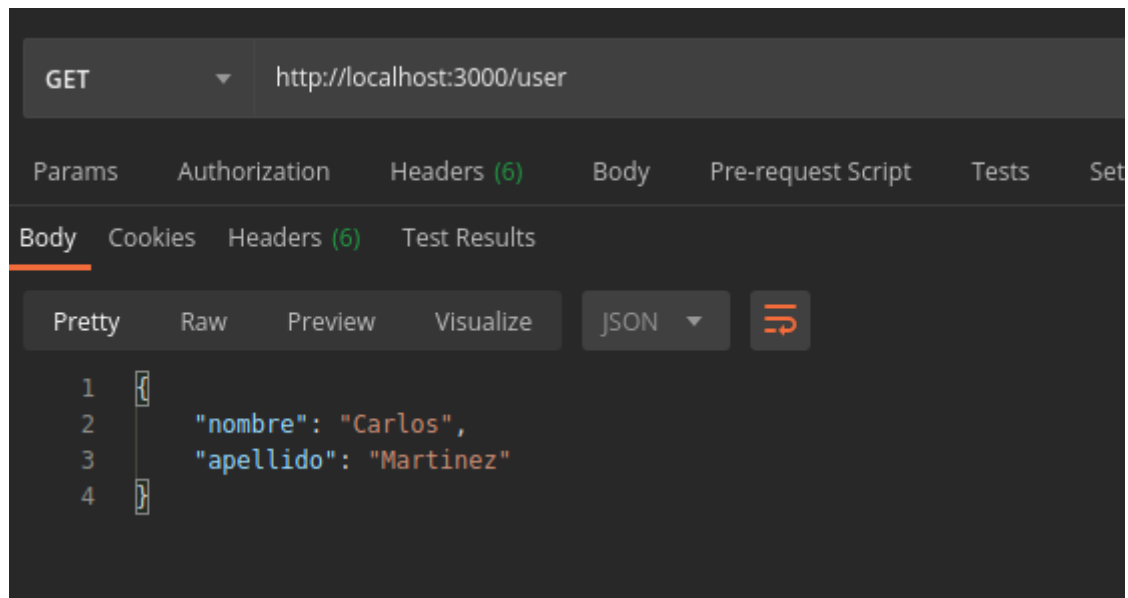 GET http://localhost:3000/user
Params Authorization Headers (6) Body Pre-request Script Tests Set
Body Cookies Headers (6) Test Results
Pretty Raw Preview Visualize JSON
1 {
2 "nombre": "Carlos",
3 "apellido": "Martinez"
4 }